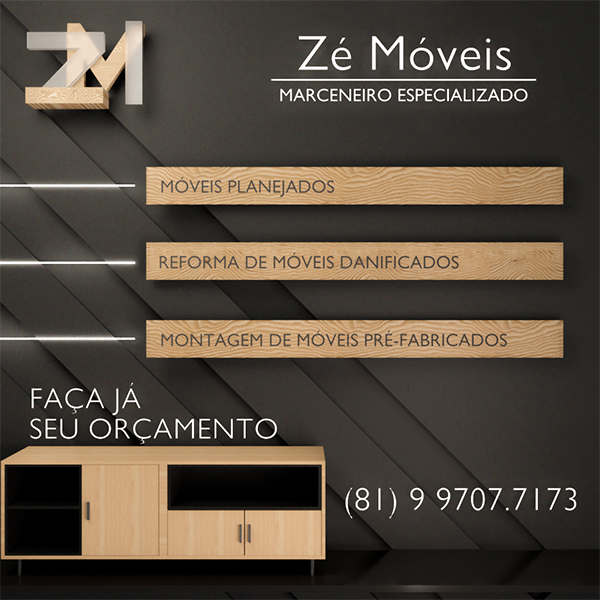 ZM
Zé Móveis
MARCENEIRO ESPECIALIZADO
MÓVEIS PLANEJADOS
REFORMA DE MÓVEIS DANIFICADOS
MONTAGEM DE MÓVEIS PRÉ-FABRICADOS
FAÇA JÁ
SEU ORÇAMENTO
(81) 9 9707.7173